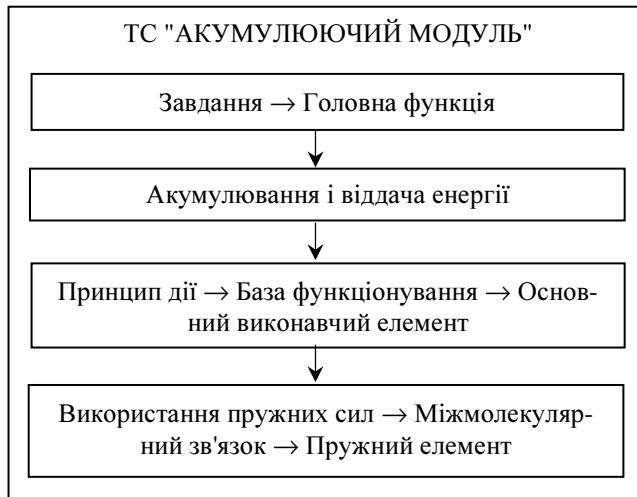 ТС "АКУМУЛЮЮЧИЙ МОДУЛЬ"
Завдання → Головна функція
Акумулювання і віддача енергії
Принцип дії → База функціонування → Основ-
ний виконавчий елемент
Використання пружних сил → Міжмолекуляр-
ний зв'язок → Пружний елемент